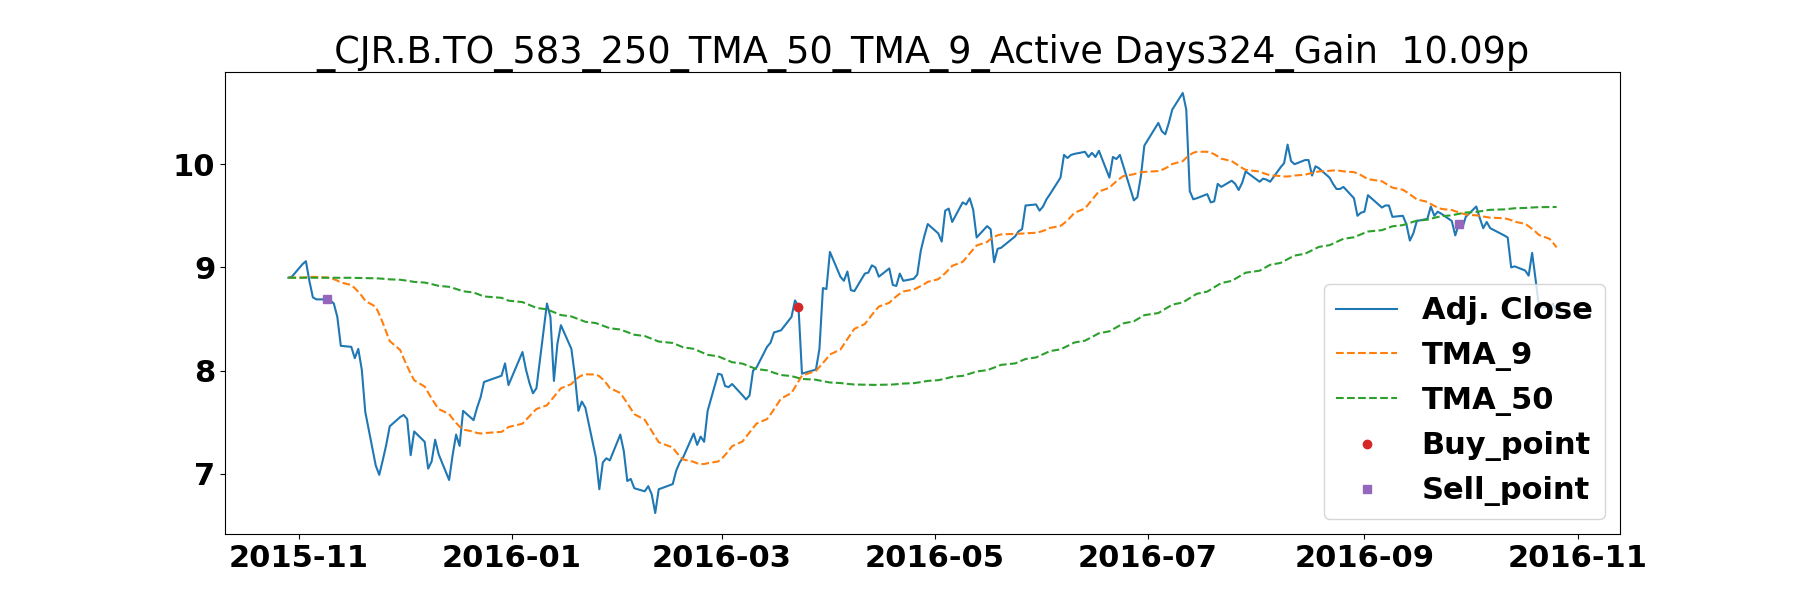 _CJR.B.TO_583_250_TMA_50_TMA_9_Active Days324_Gain  10.09p
10
9
8
7
Adj. Close
TMA_9
TMA_50
Buy_point
Sell_point
2015-11 2016-01 2016-03 2016-05 2016-07 2016-09 2016-11